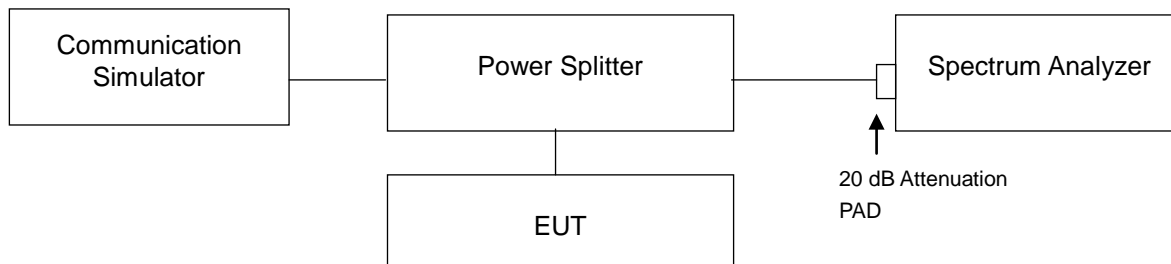 Communication
Simulator
Power Splitter
Spectrum Analyzer
20 dB Attenuation
PAD
EUT